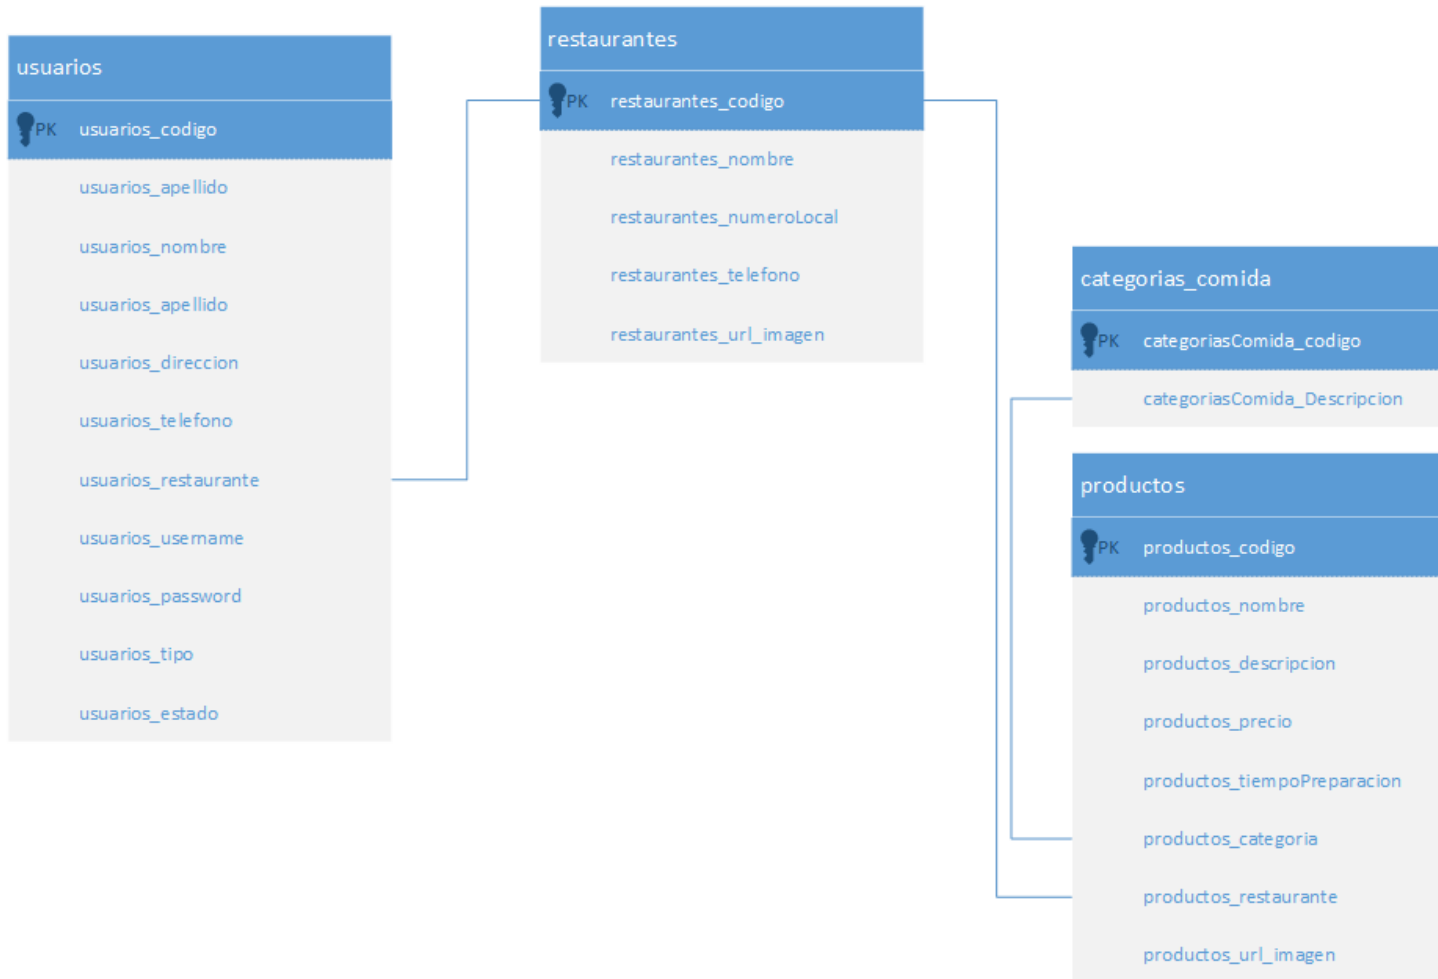 usuarios
PK usuarios_codigo
usuarios_apellido
usuarios_nombre
usuarios_apellido
usuarios_direccion
usuarios_telefono
usuarios_restaurante
usuarios_username
usuarios_password
usuarios_tipo
usuarios_estado
restaurantes
PK restaurantes_codigo
restaurantes_nombre
restaurantes_numeroLocal
restaurantes_telefono
restaurantes_url_imagen
categorias_comida
PK categoriasComida_codigo
categoriasComida_Descripcion
productos
PK productos_codigo
productos_nombre
productos_descripcion
productos_precio
productos_tiempoPreparacion
productos_categoria
productos_restaurante
productos_url_imagen